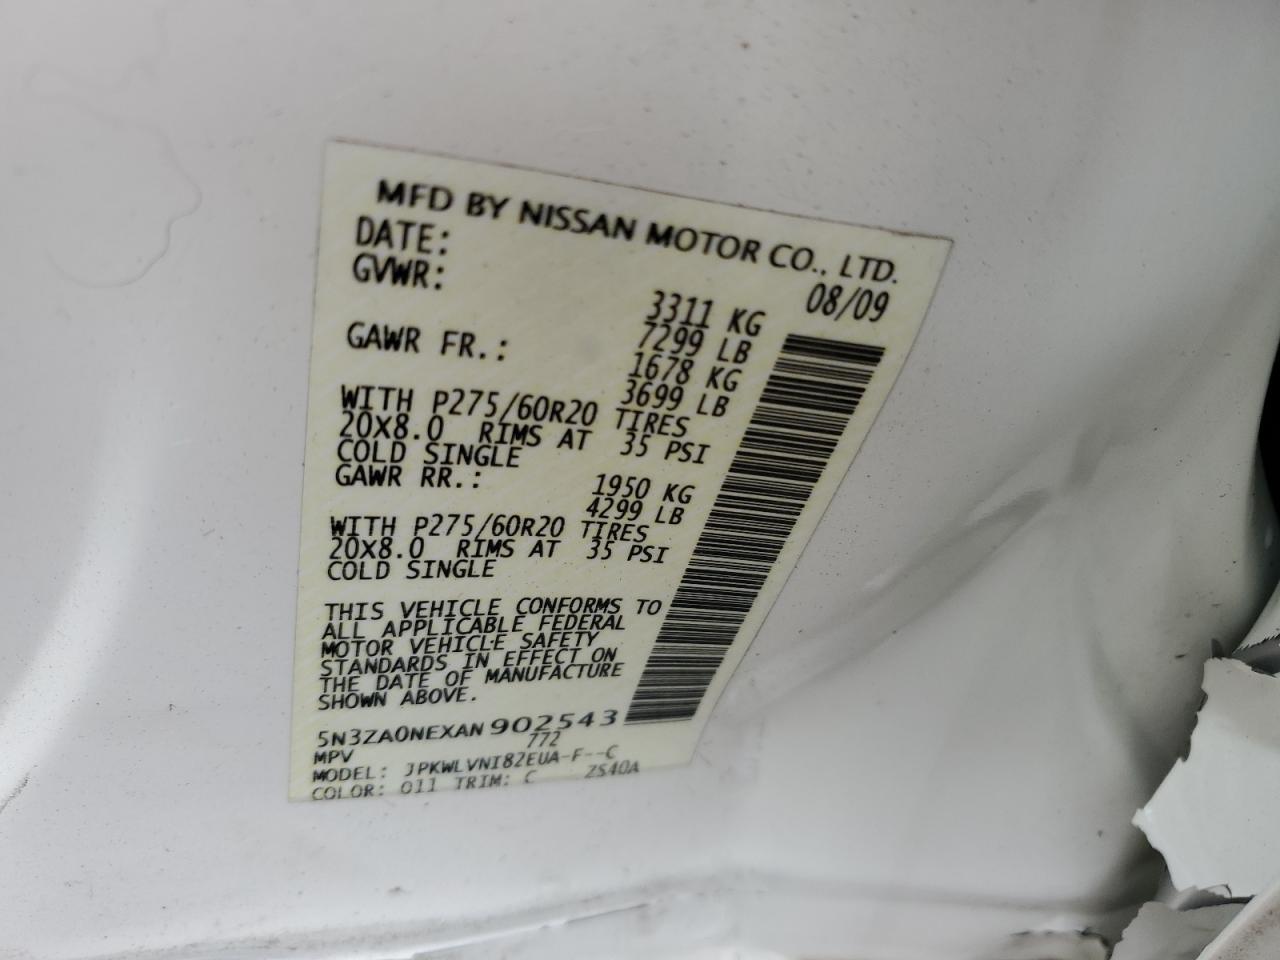 MFD BY NISSAN MOTOR CO., LTD.
DATE: 08/09
GVWR: 3311 KG
7299 LB
GAWR FR.: 1678 KG
3699 LB
WITH P275/60R20 TIRES
20X8.0 RIMS AT 35 PSI
COLD SINGLE
GAWR RR.: 1950 KG
4299 LB
WITH P275/60R20 TIRES
20X8.0 RIMS AT 35 PSI
COLD SINGLE
THIS VEHICLE CONFORMS TO
ALL APPLICABLE FEDERAL
MOTOR VEHICLE SAFETY
STANDARDS IN EFFECT ON
THE DATE OF MANUFACTURE
SHOWN ABOVE.
5N3ZA0NEXAN902543
MPV 772
MODEL: JPKWLVNI82EUA-F--C
COLOR: 011 TRIM: C ZS40A